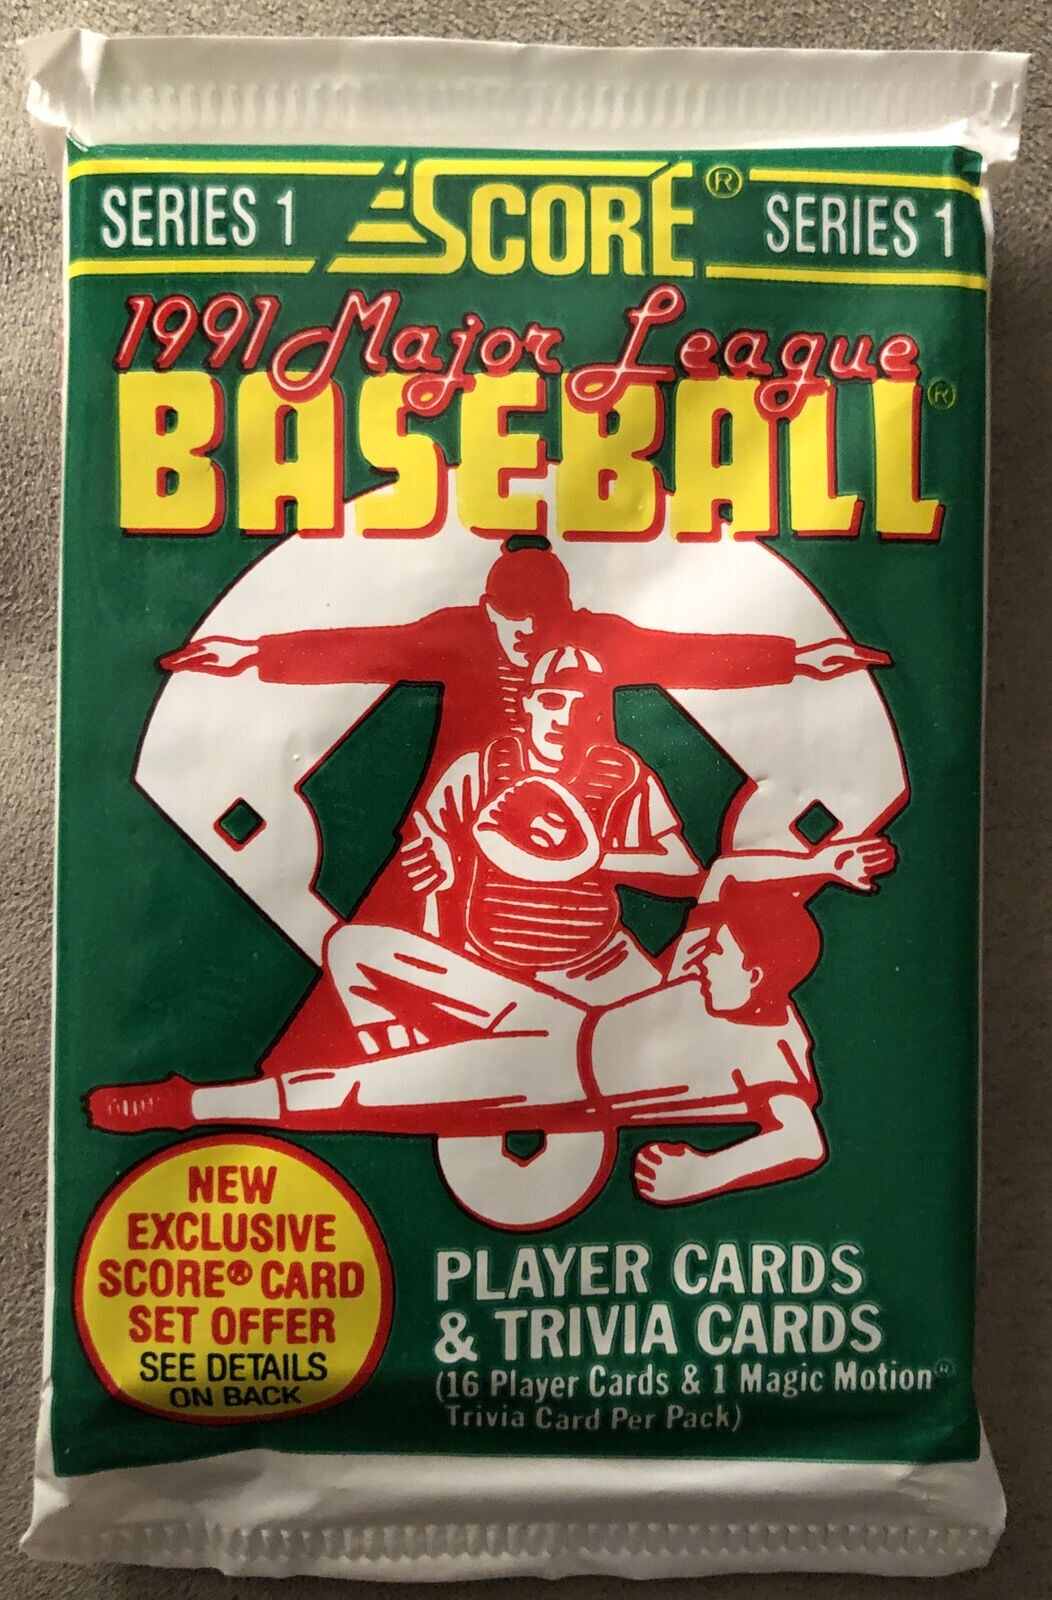 SERIES 1 SCORE® SERIES 1
1991 Major League
BASEBALL®
NEW
EXCLUSIVE
SCORE® CARD
SET OFFER
SEE DETAILS
ON BACK
PLAYER CARDS
& TRIVIA CARDS
(16 Player Cards & 1 Magic Motion®
Trivia Card Per Pack)